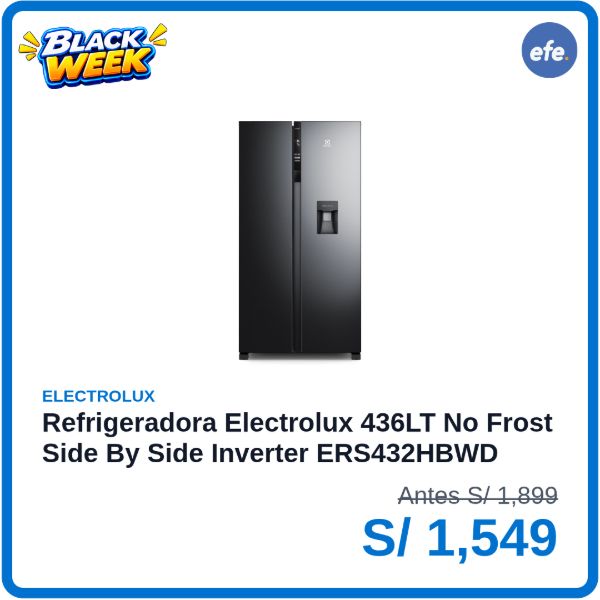 BLACK
WEEK
efe.
ELECTROLUX
Refrigeradora Electrolux 436LT No Frost
Side By Side Inverter ERS432HBWD
Antes S/ 1,899
S/ 1,549